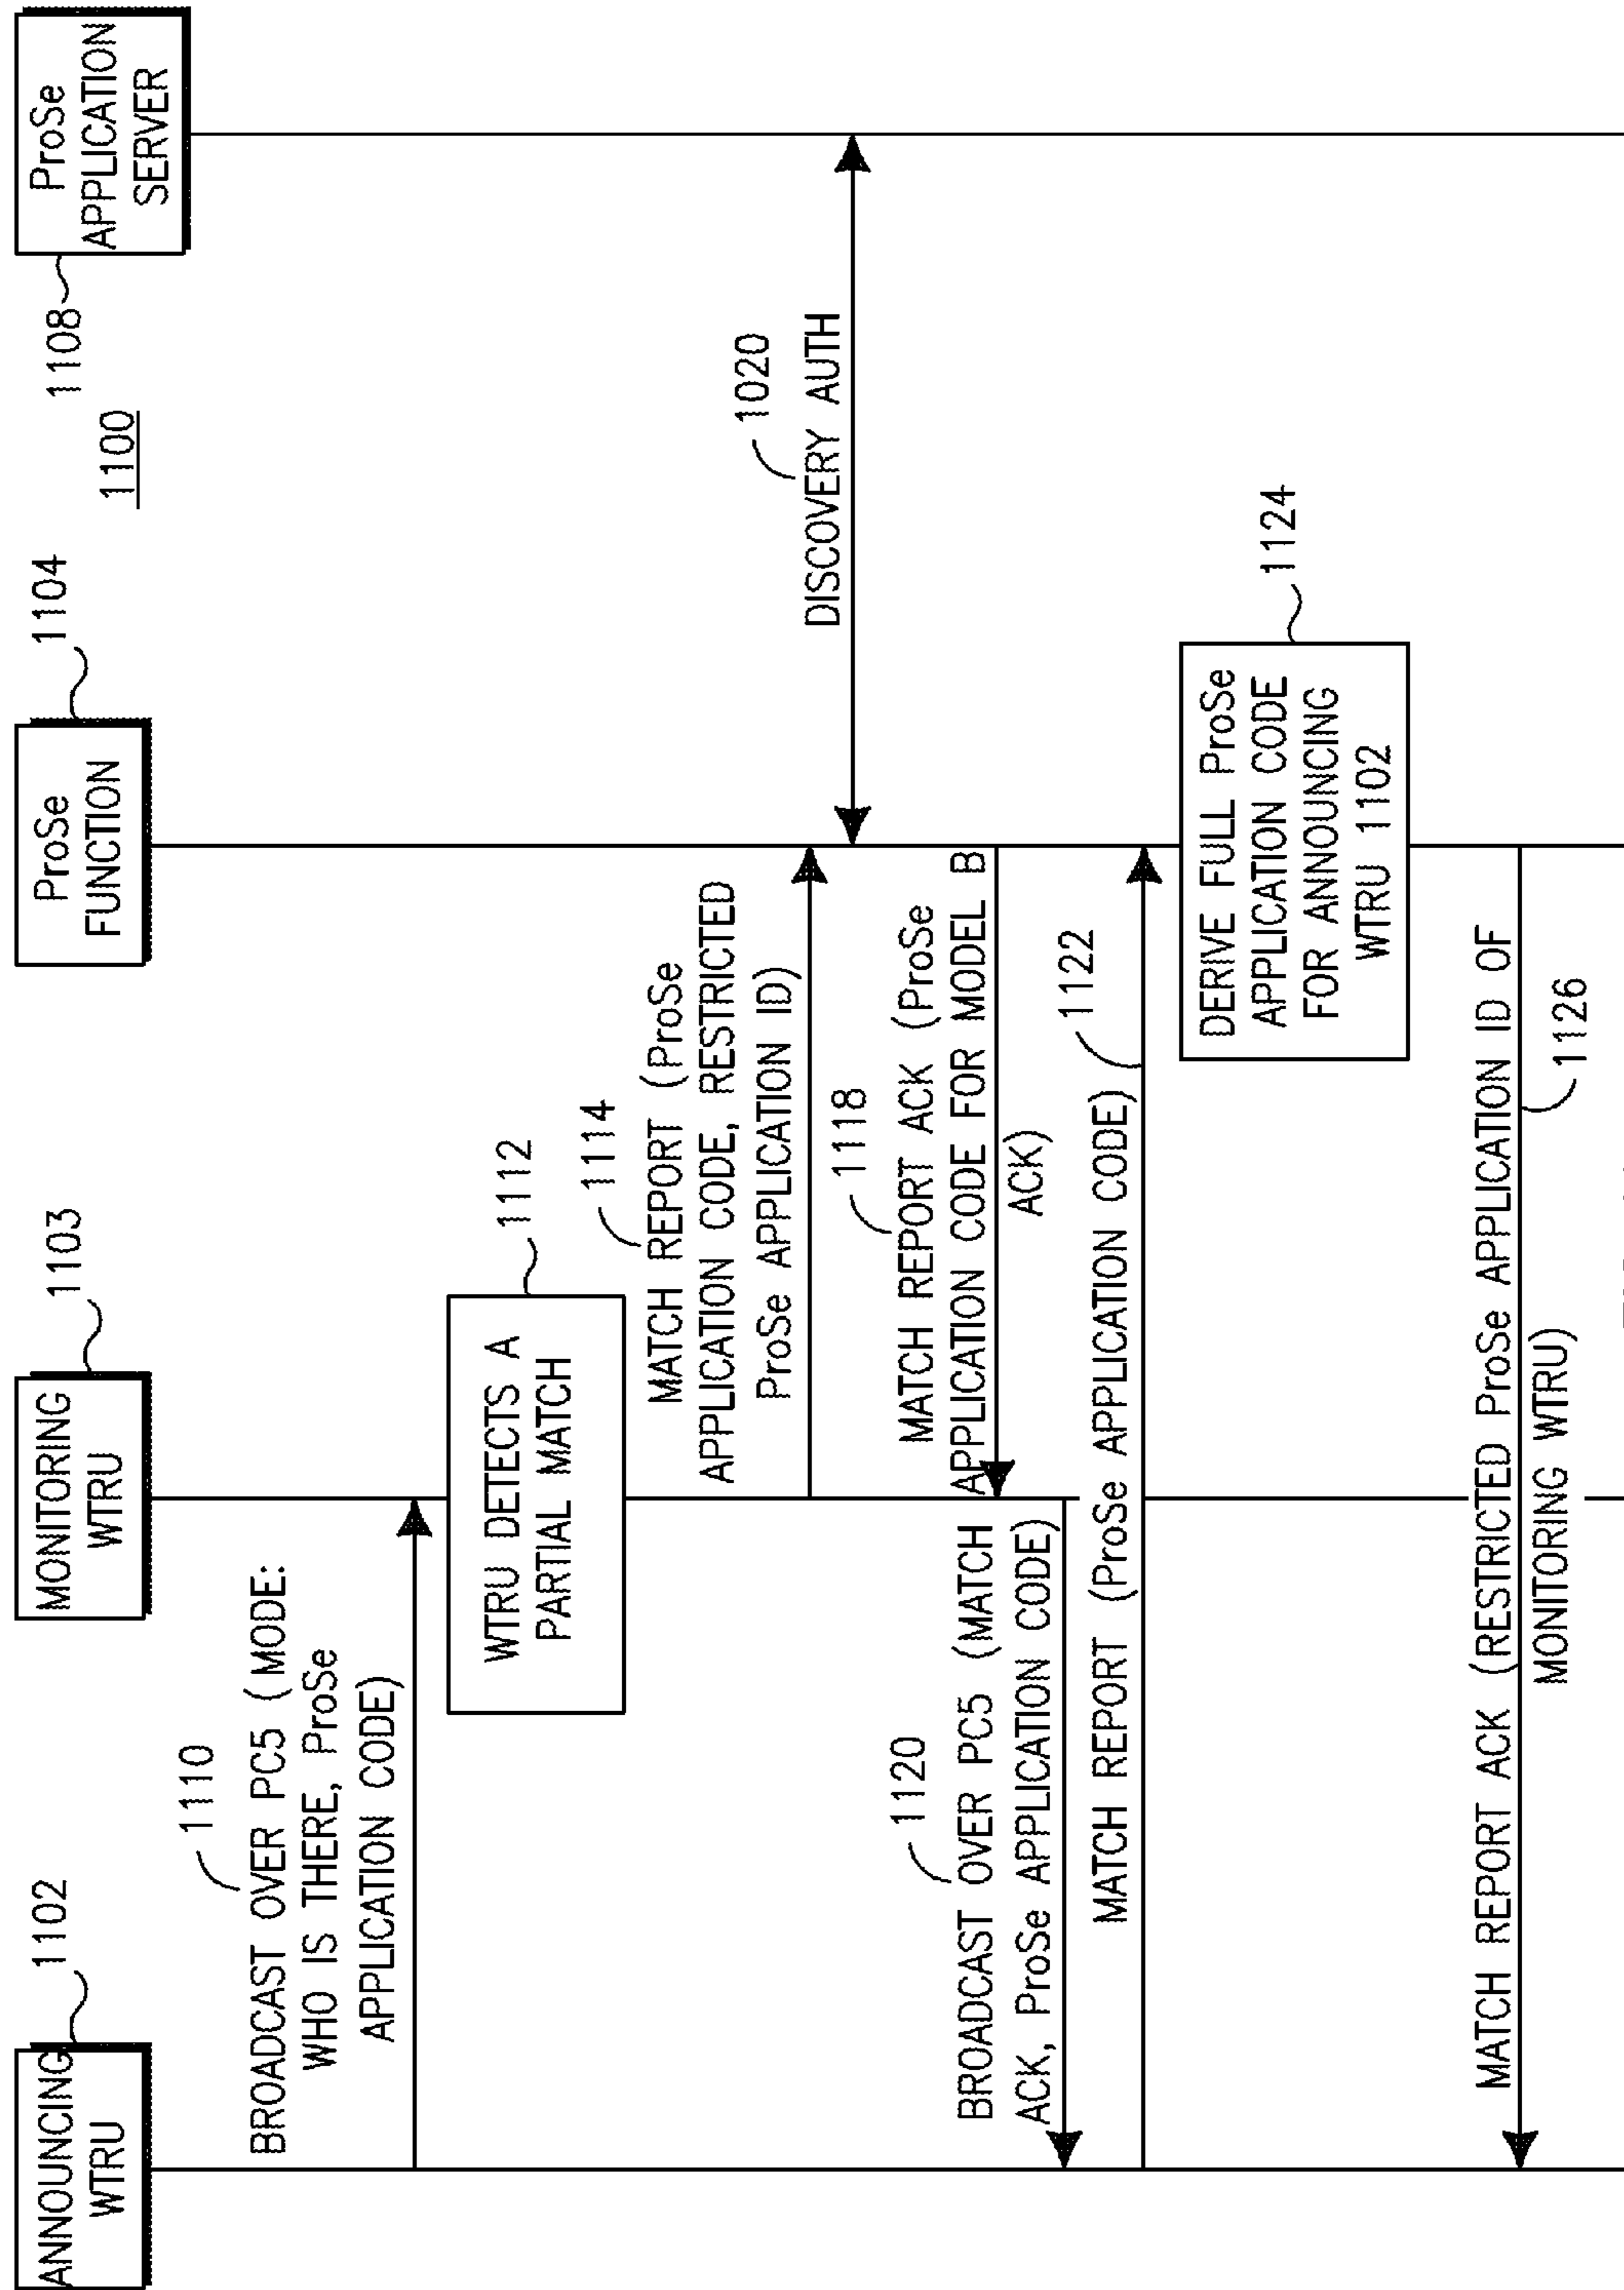 ANNOUNCING
WTRU
1102
MONITORING
WTRU
1103
ProSe
FUNCTION
1104
ProSe
APPLICATION
SERVER
1108
1100
1110
BROADCAST OVER PC5 (MODE:
WHO IS THERE, ProSe
APPLICATION CODE)
WTRU DETECTS A
PARTIAL MATCH
1112
1114
MATCH REPORT (ProSe
APPLICATION CODE, RESTRICTED
ProSe APPLICATION ID)
1020
DISCOVERY AUTH
1118
MATCH REPORT ACK (ProSe
APPLICATION CODE FOR MODEL B
ACK)
1120
BROADCAST OVER PC5 (MATCH
ACK, ProSe APPLICATION CODE)
MATCH REPORT (ProSe APPLICATION CODE)
1122
DERIVE FULL ProSe
APPLICATION CODE
FOR ANNOUNCING
WTRU 1102
1124
MATCH REPORT ACK (RESTRICTED ProSe APPLICATION ID OF
MONITORING WTRU)
1126